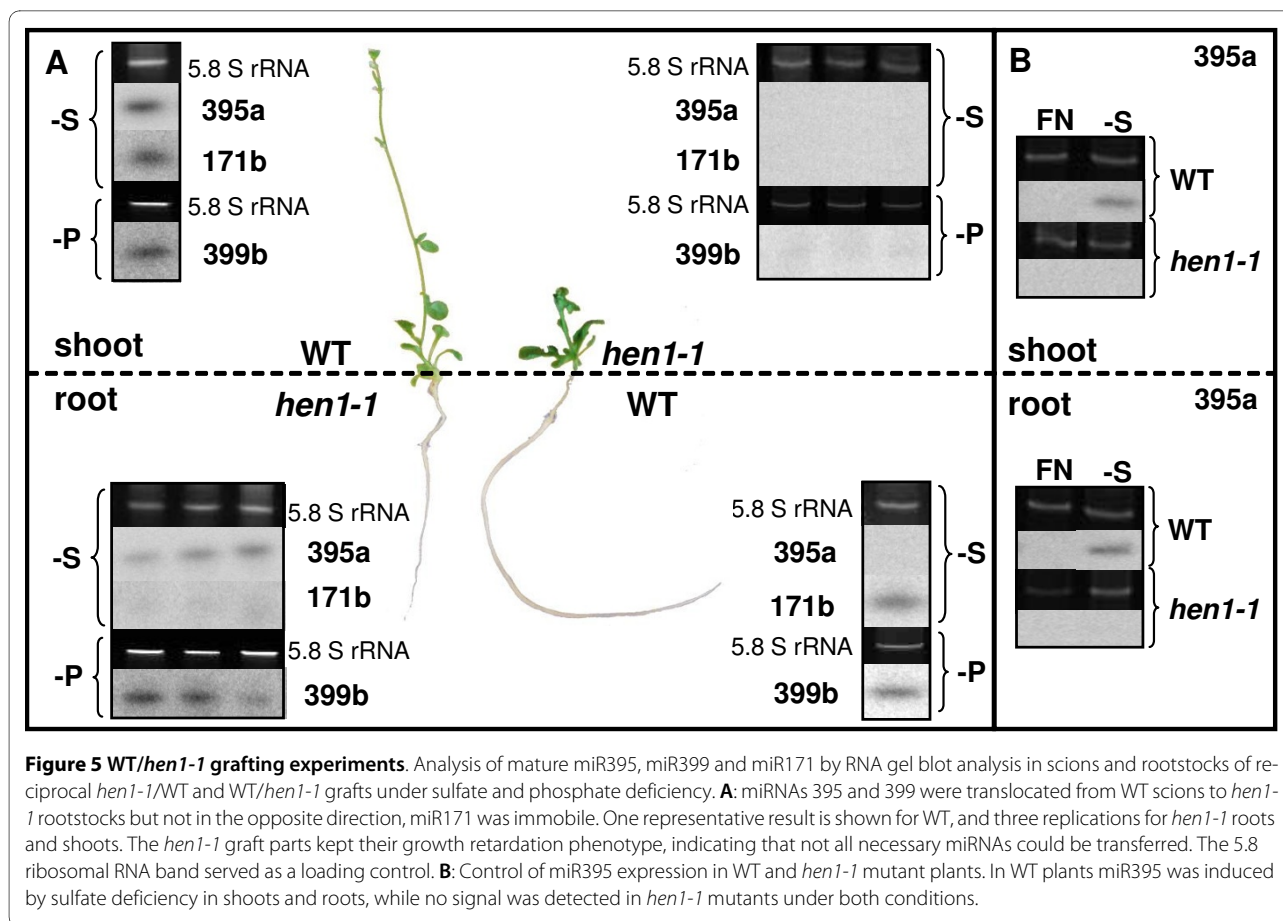 A
-S
5.8 S rRNA
395a
171b
-P
5.8 S rRNA
399b
5.8 S rRNA
395a
171b
-S
5.8 S rRNA
399b
-P
shoot
WT
hen1-1
root
hen1-1
WT
-S
5.8 S rRNA
395a
171b
-P
5.8 S rRNA
399b
5.8 S rRNA
395a
171b
-S
5.8 S rRNA
399b
-P
B
395a
FN -S
WT
hen1-1
shoot
root
395a
FN -S
WT
hen1-1
Figure 5 WT/hen1-1 grafting experiments. Analysis of mature miR395, miR399 and miR171 by RNA gel blot analysis in scions and rootstocks of re-
ciprocal hen1-1/WT and WT/hen1-1 grafts under sulfate and phosphate deficiency. A: miRNAs 395 and 399 were translocated from WT scions to hen1-
1 rootstocks but not in the opposite direction, miR171 was immobile. One representative result is shown for WT, and three replications for hen1-1 roots
and shoots. The hen1-1 graft parts kept their growth retardation phenotype, indicating that not all necessary miRNAs could be transferred. The 5.8
ribosomal RNA band served as a loading control. B: Control of miR395 expression in WT and hen1-1 mutant plants. In WT plants miR395 was induced
by sulfate deficiency in shoots and roots, while no signal was detected in hen1-1 mutants under both conditions.